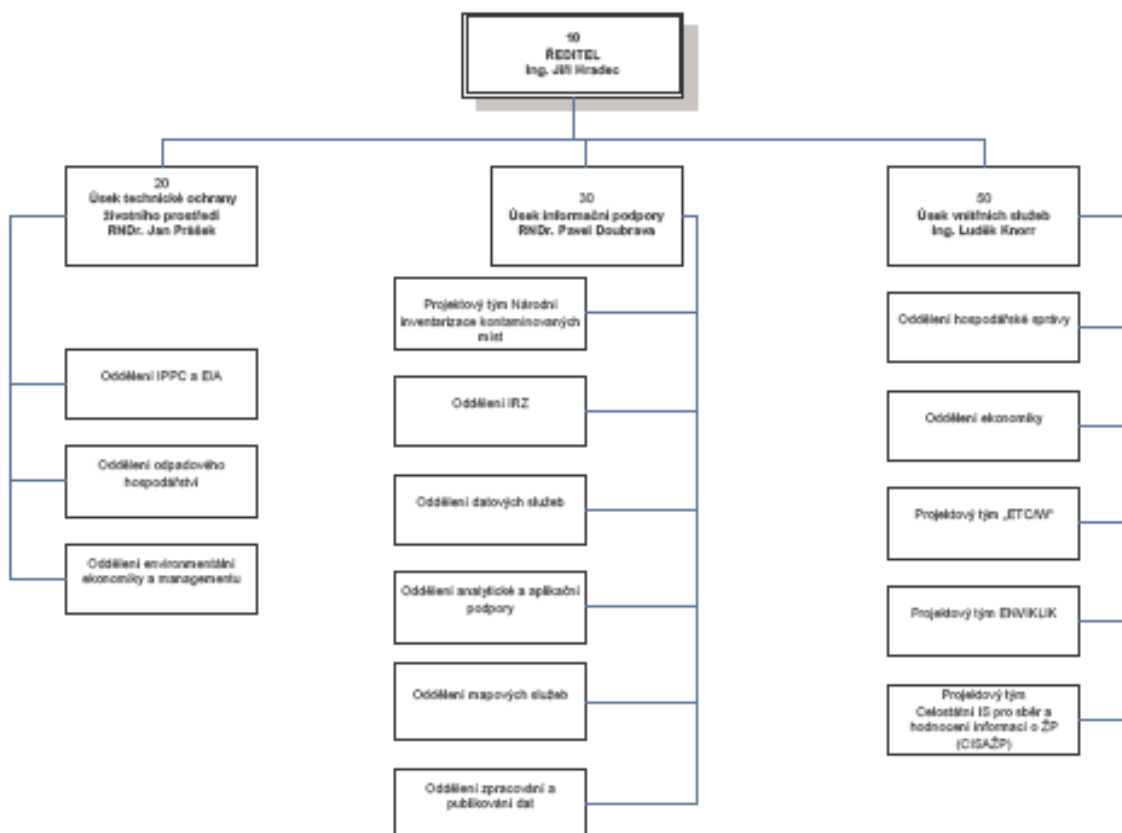 10
ŘEDITEL
Ing. Jiří Hradec
20
Úsek technické ochrany
životního prostředí
RNDr. Jan Prášek
30
Úsek informační podpory
RNDr. Pavel Doubrava
50
Úsek vnitřních služeb
Ing. Luděk Knorr
Oddělení IPPC a EIA
Oddělení odpadového
hospodářství
Oddělení environmentální
ekonomiky a managementu
Projektový tým Národní
inventarizace kontaminovaných
míst
Oddělení IRZ
Oddělení datových služeb
Oddělení analytické a aplikační
podpory
Oddělení mapových služeb
Oddělení zpracování a
publikování dat
Oddělení hospodářské správy
Oddělení ekonomiky
Projektový tým „ETC/W“
Projektový tým ENVIKLIK
Projektový tým
Celostátní IS pro sběr a
hodnocení informací o ŽP
(CISAŽP)